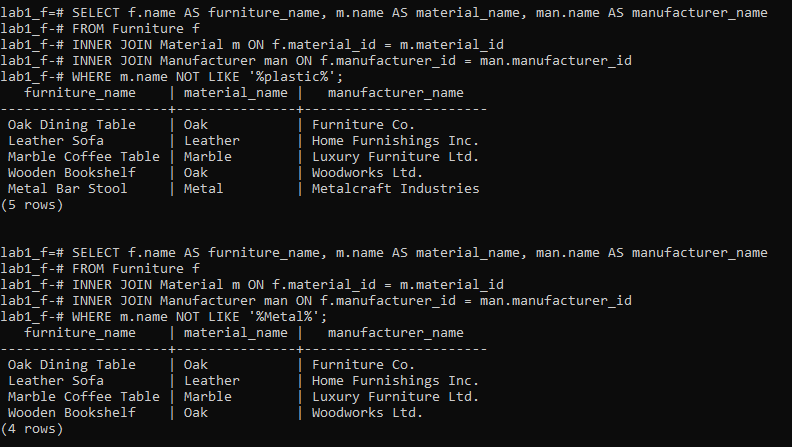 lab1_f=# SELECT f.name AS furniture_name, m.name AS material_name, man.name AS manufacturer_name
lab1_f-# FROM Furniture f
lab1_f-# INNER JOIN Material m ON f.material_id = m.material_id
lab1_f-# INNER JOIN Manufacturer man ON f.manufacturer_id = man.manufacturer_id
lab1_f-# WHERE m.name NOT LIKE '%plastic%';
   furniture_name    | material_name |   manufacturer_name
---------------------+---------------+-----------------------
 Oak Dining Table    | Oak           | Furniture Co.
 Leather Sofa        | Leather       | Home Furnishings Inc.
 Marble Coffee Table | Marble        | Luxury Furniture Ltd.
 Wooden Bookshelf    | Oak           | Woodworks Ltd.
 Metal Bar Stool     | Metal         | Metalcraft Industries
(5 rows)
lab1_f=# SELECT f.name AS furniture_name, m.name AS material_name, man.name AS manufacturer_name
lab1_f-# FROM Furniture f
lab1_f-# INNER JOIN Material m ON f.material_id = m.material_id
lab1_f-# INNER JOIN Manufacturer man ON f.manufacturer_id = man.manufacturer_id
lab1_f-# WHERE m.name NOT LIKE '%Metal%';
   furniture_name    | material_name |   manufacturer_name
---------------------+---------------+-----------------------
 Oak Dining Table    | Oak           | Furniture Co.
 Leather Sofa        | Leather       | Home Furnishings Inc.
 Marble Coffee Table | Marble        | Luxury Furniture Ltd.
 Wooden Bookshelf    | Oak           | Woodworks Ltd.
(4 rows)